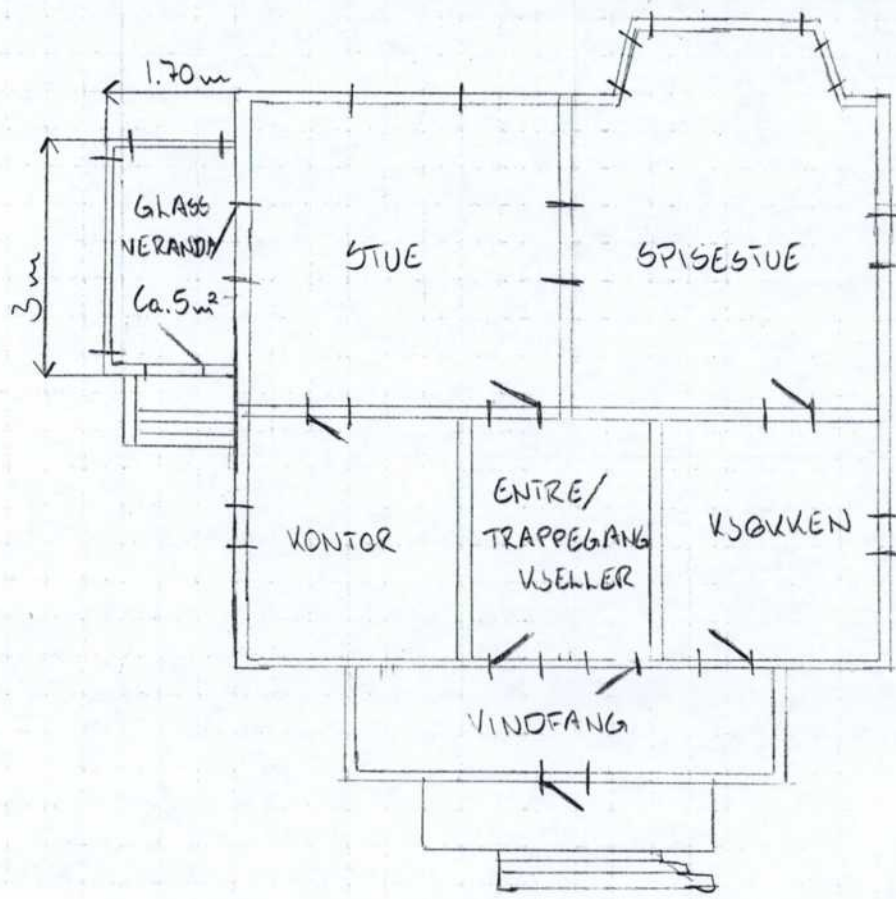 1.70 m
3 m
GLASS
VERANDA
Ca. 5 m²
STUE
SPISESTUE
KONTOR
ENTRE/
TRAPPEGANG
KJELLER
KJØKKEN
VINDFANG